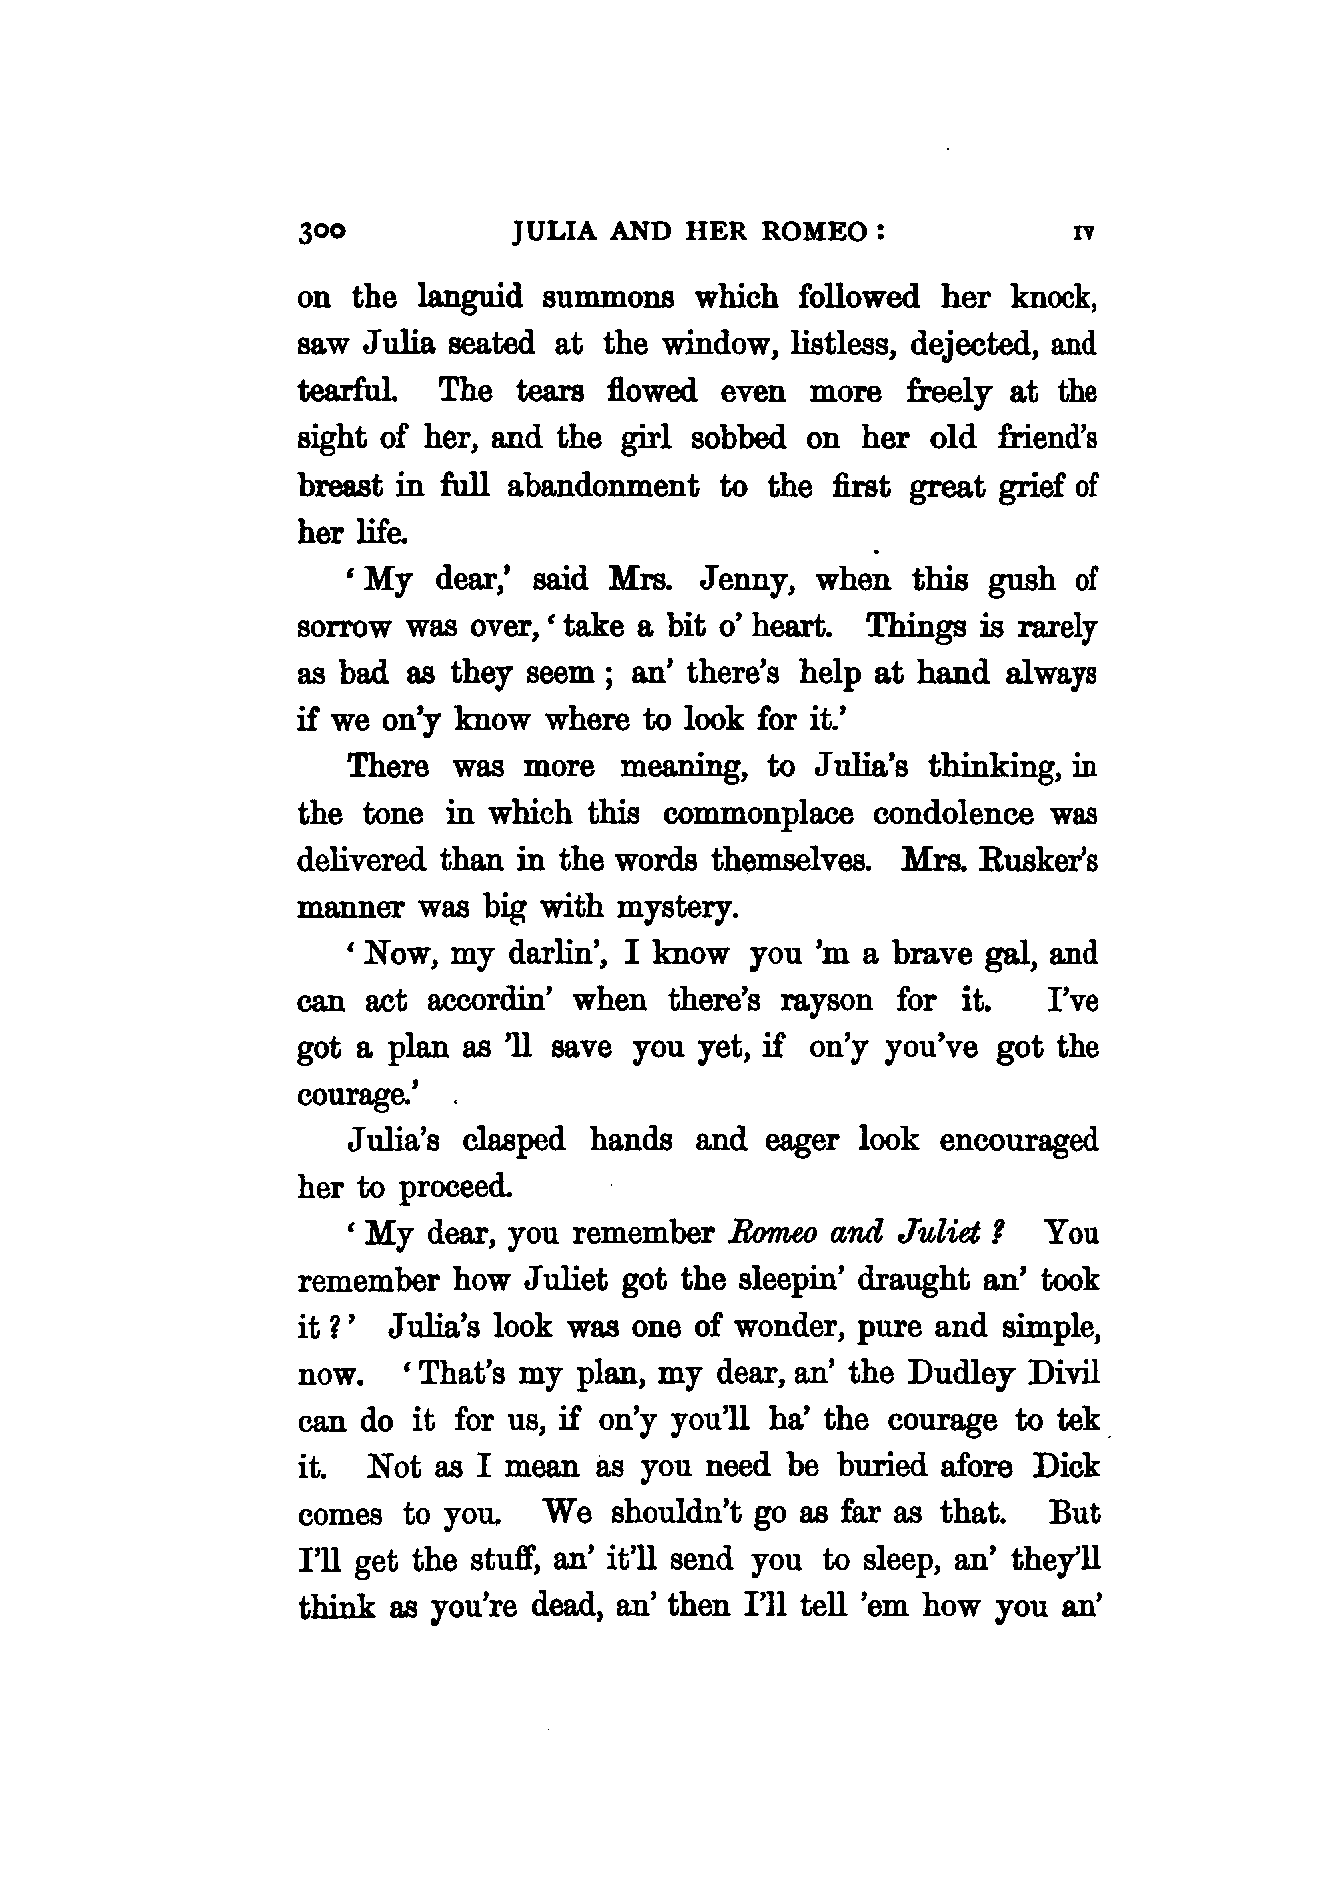 300 JULIA AND HER ROMEO : IV
on the languid summons which followed her knock,
saw Julia seated at the window, listless, dejected, and
tearful. The tears flowed even more freely at the
sight of her, and the girl sobbed on her old friend's
breast in full abandonment to the first great grief of
her life.
‘ My dear,’ said Mrs. Jenny, when this gush of
sorrow was over, ‘ take a bit o’ heart. Things is rarely
as bad as they seem ; an’ there’s help at hand always
if we on’y know where to look for it.’
There was more meaning, to Julia’s thinking, in
the tone in which this commonplace condolence was
delivered than in the words themselves. Mrs. Rusker’s
manner was big with mystery.
‘ Now, my darlin’, I know you ’m a brave gal, and
can act accordin’ when there’s rayson for it. I’ve
got a plan as ’ll save you yet, if on’y you’ve got the
courage.’
Julia’s clasped hands and eager look encouraged
her to proceed.
‘ My dear, you remember Romeo and Juliet ? You
remember how Juliet got the sleepin’ draught an’ took
it ? ’ Julia’s look was one of wonder, pure and simple,
now. ‘ That’s my plan, my dear, an’ the Dudley Divil
can do it for us, if on’y you’ll ha’ the courage to tek
it. Not as I mean as you need be buried afore Dick
comes to you. We shouldn’t go as far as that. But
I’ll get the stuff, an’ it’ll send you to sleep, an’ they’ll
think as you’re dead, an’ then I’ll tell ’em how you an’